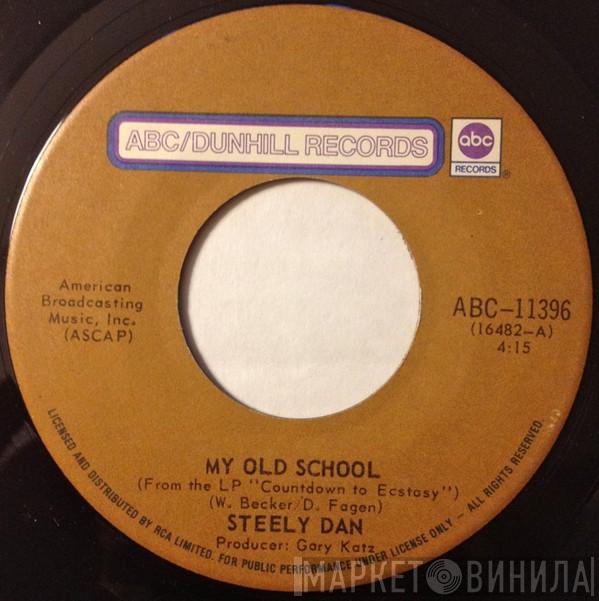 ABC/DUNHILL RECORDS
abc
RECORDS
®
American
Broadcasting
Music, Inc.
(ASCAP)
ABC-11396
(16482-A)
4:15
MY OLD SCHOOL
(From the LP "Countdown to Ecstasy")
(W. Becker/D. Fagen)
STEELY DAN
Producer: Gary Katz
LICENSED AND DISTRIBUTED BY RCA LIMITED. FOR PUBLIC PERFORMANCE UNDER LICENSE ONLY — ALL RIGHTS RESERVED.
МАРКЕТ ВИНИЛА